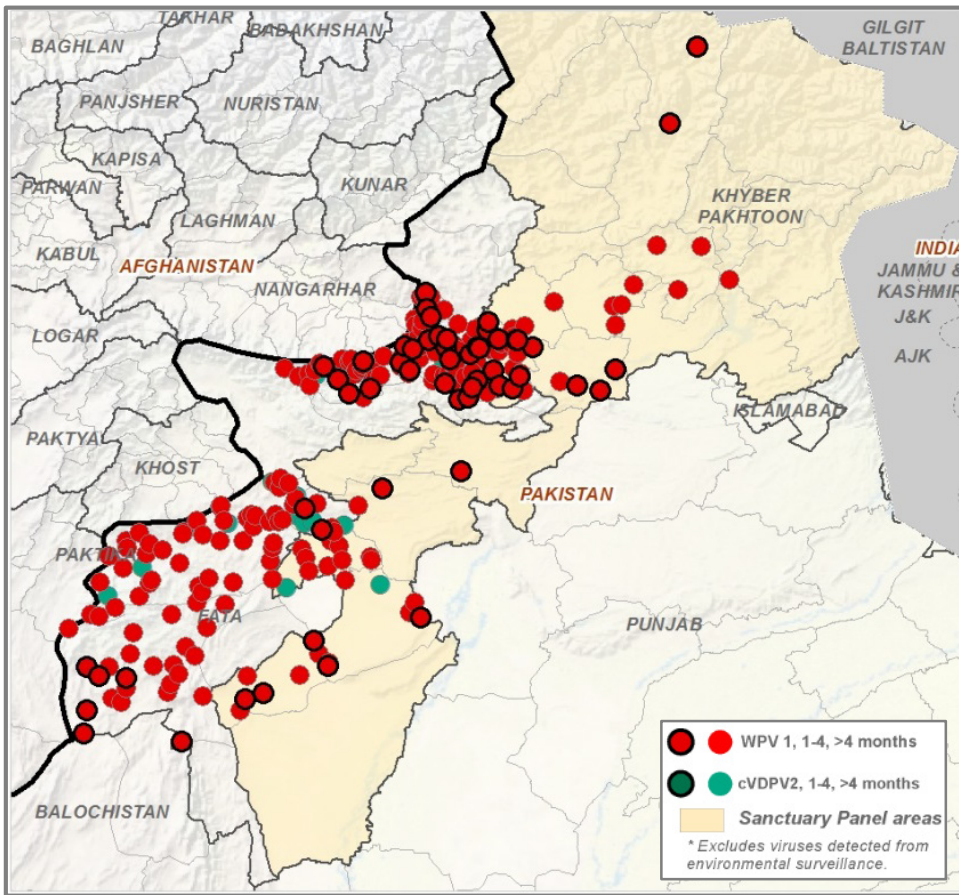 TAKHAR
BADAKHSHAN
BAGHLAN
GILGIT
BALTISTAN
PANJSHER
NURISTAN
KAPISA
KUNAR
PARWAN
LAGHMAN
KHYBER
PAKHTOON
KABUL
AFGHANISTAN
INDIA
JAMMU &
KASHMIR
NANGARHAR
LOGAR
J&K
AJK
ISLAMABAD
PAKTYA
KHOST
PAKISTAN
PAKTIKA
FATA
PUNJAB
BALOCHISTAN
WPV 1, 1-4, >4 months
cVDPV2, 1-4, >4 months
Sanctuary Panel areas
* Excludes viruses detected from
environmental surveillance.